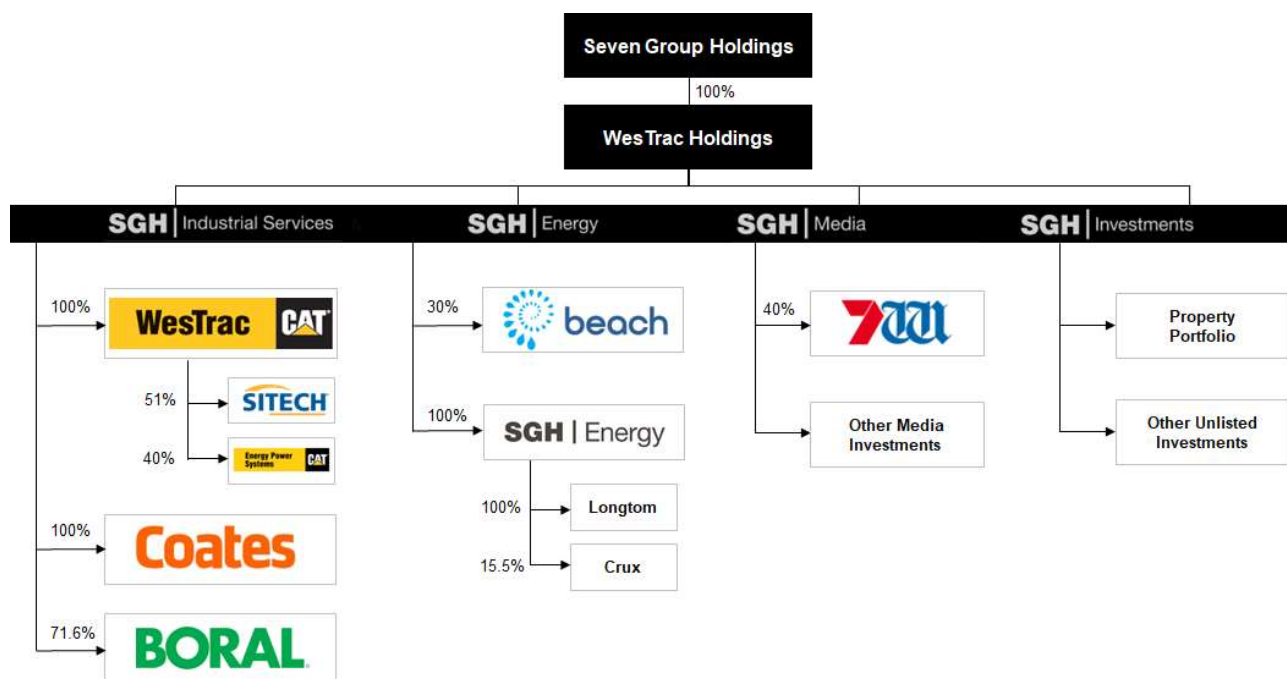 Seven Group Holdings
100%
WesTrac Holdings
SGH | Industrial Services
SGH | Energy
SGH | Media
SGH | Investments
100%
WesTrac CAT
51%
SITECH
40%
Energy Power
Systems
CAT
100%
Coates
71.6%
BORAL
30%
beach
100%
SGH | Energy
100%
Longtom
15.5%
Crux
40%
7W
Other Media
Investments
Property
Portfolio
Other Unlisted
Investments